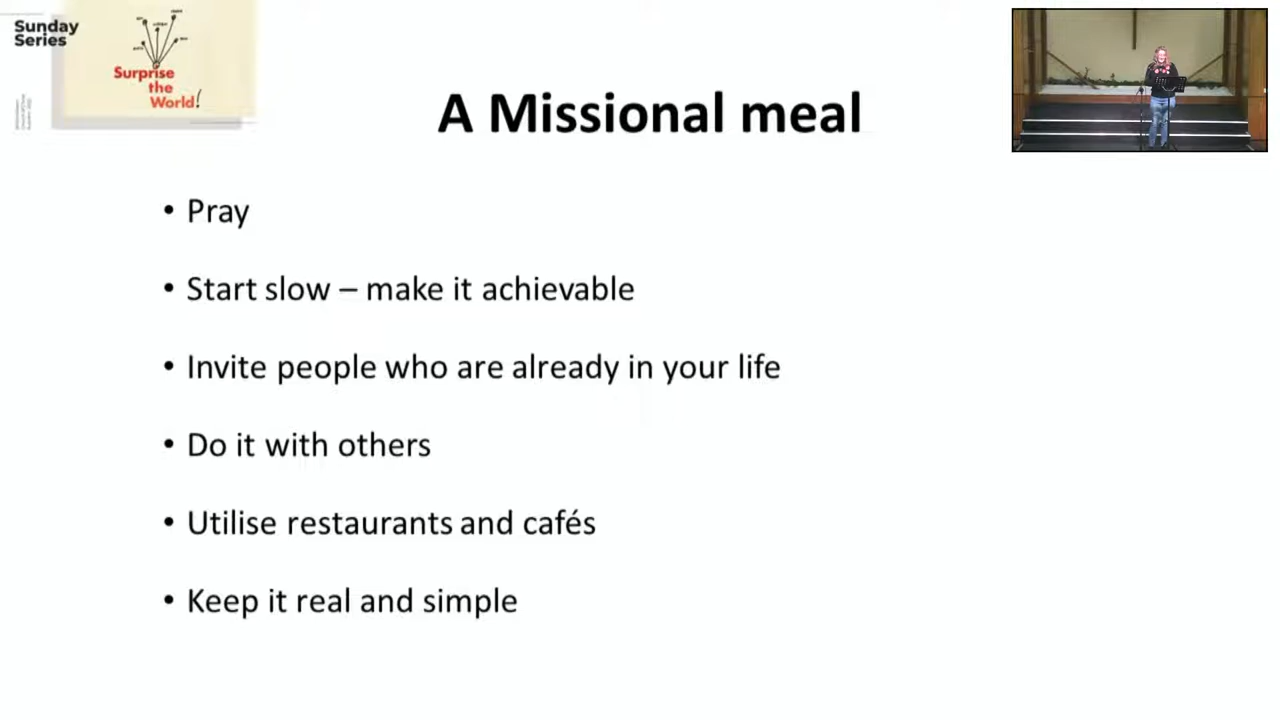 Sunday
Series
Surprise
the
World!
A Missional meal
• Pray
• Start slow – make it achievable
• Invite people who are already in your life
• Do it with others
• Utilise restaurants and cafés
• Keep it real and simple